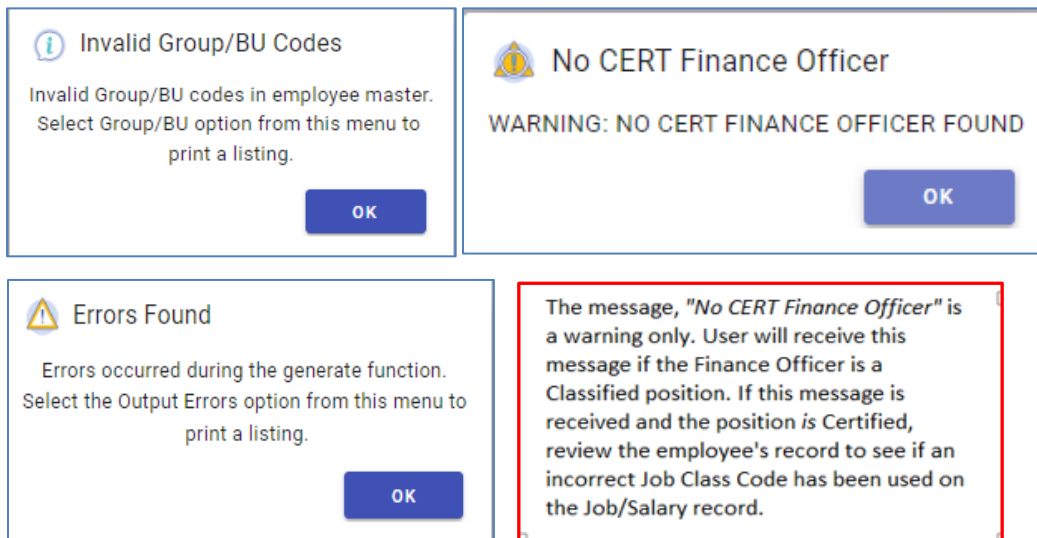 Invalid Group/BU Codes
Invalid Group/BU codes in employee master.
Select Group/BU option from this menu to
print a listing.
OK
No CERT Finance Officer
WARNING: NO CERT FINANCE OFFICER FOUND
OK
Errors Found
Errors occurred during the generate function.
Select the Output Errors option from this menu to
print a listing.
OK
The message, "No CERT Finance Officer" is
a warning only. User will receive this
message if the Finance Officer is a
Classified position. If this message is
received and the position is Certified,
review the employee's record to see if an
incorrect Job Class Code has been used on
the Job/Salary record.